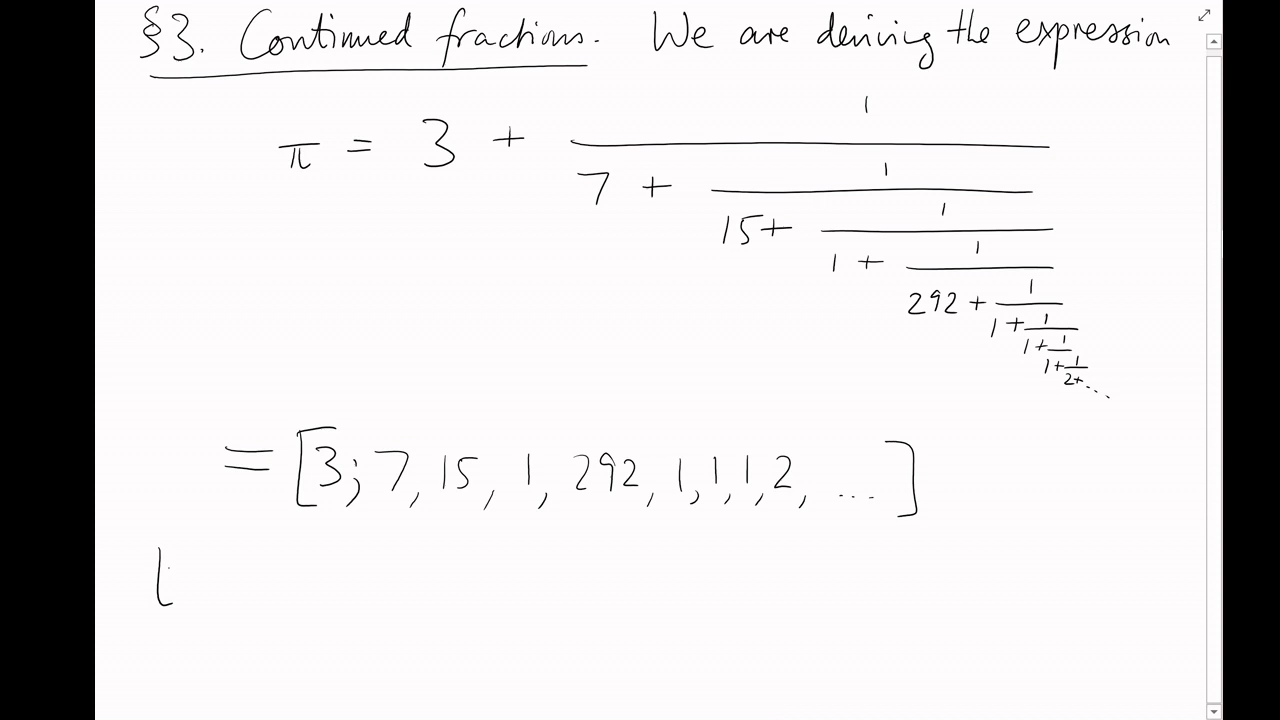 §3. Continued fractions. We are deriving the expression
π = 3 + 1
7 + 1
15+ 1
1 + 1
292 + 1
1 + 1
1 + 1
1 + 1
2+ ...
= [3; 7, 15, 1, 292, 1, 1, 1, 2, ... ]
[